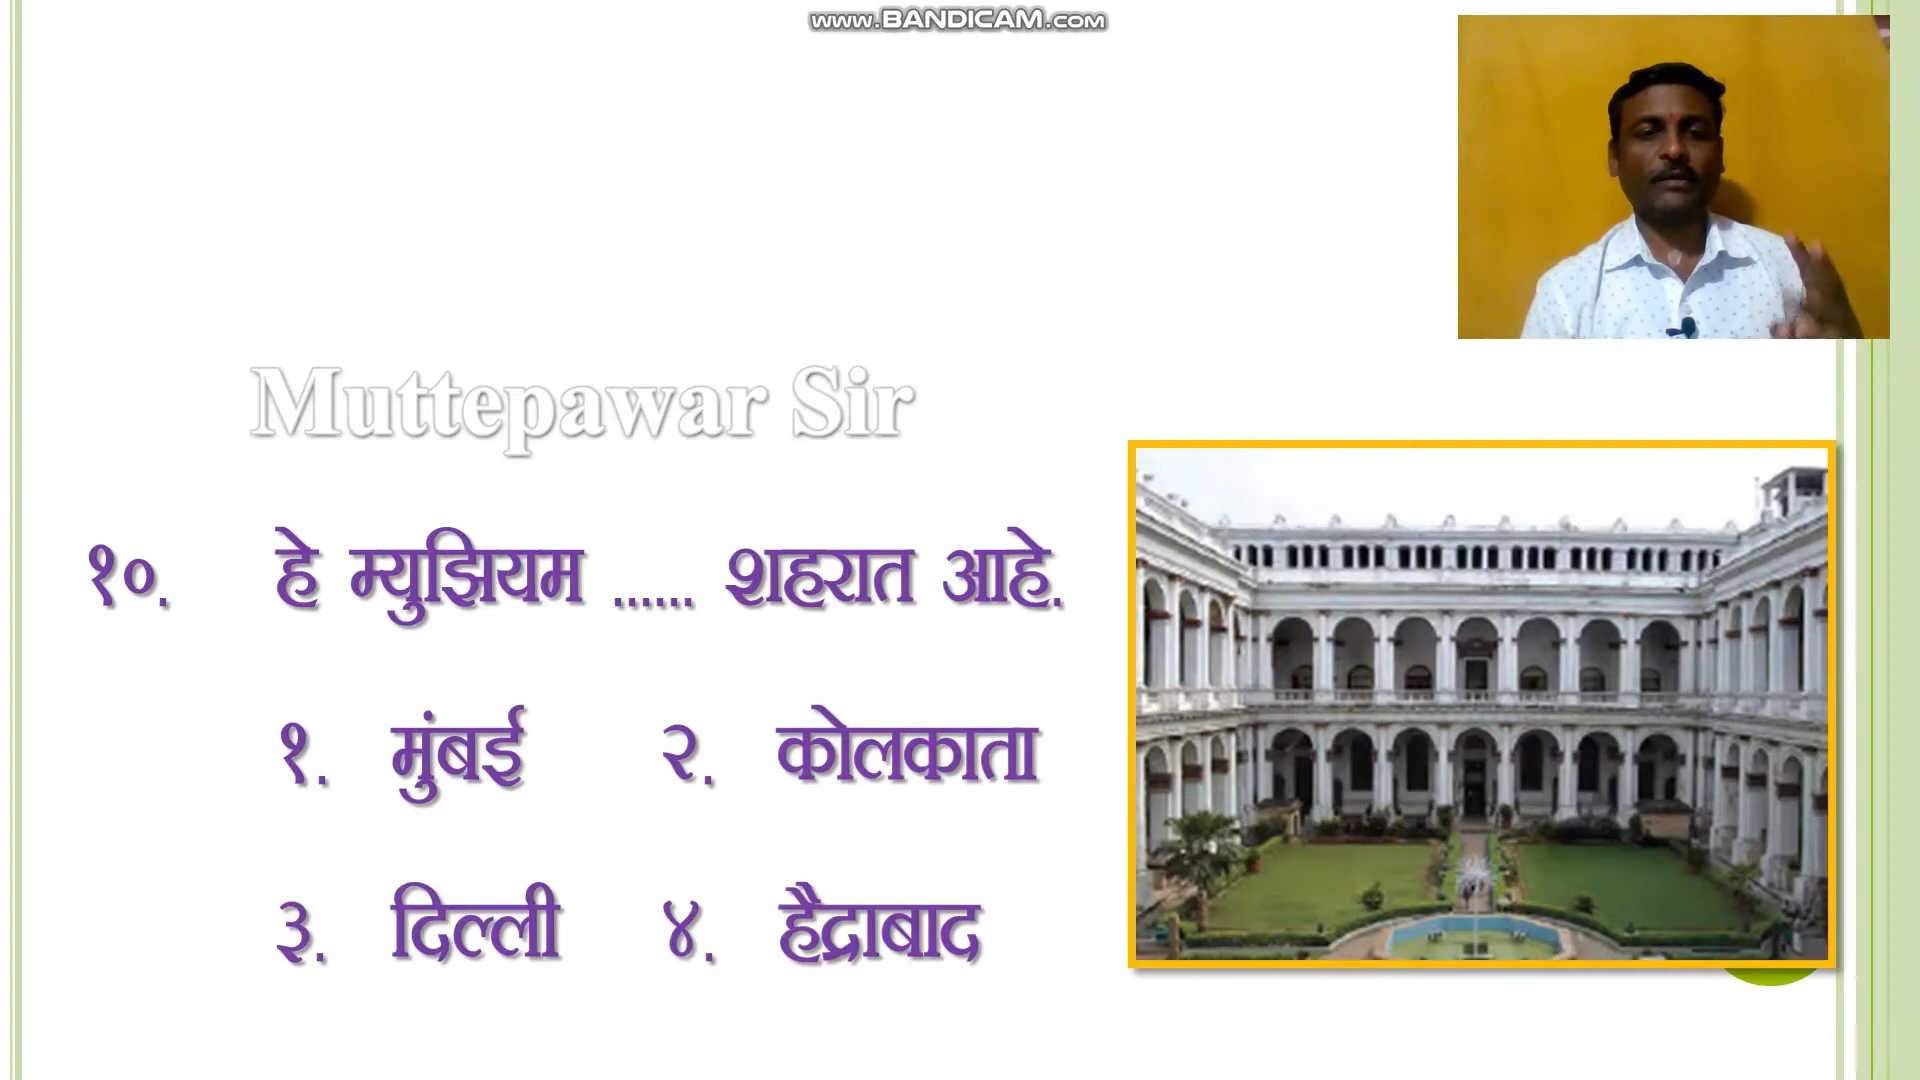 www.BANDICAM.com
Muttepawar Sir
१०. हे म्युझियम ...... शहरात आहे.
१. मुंबई २. कोलकाता
३. दिल्ली ४. हैद्राबाद